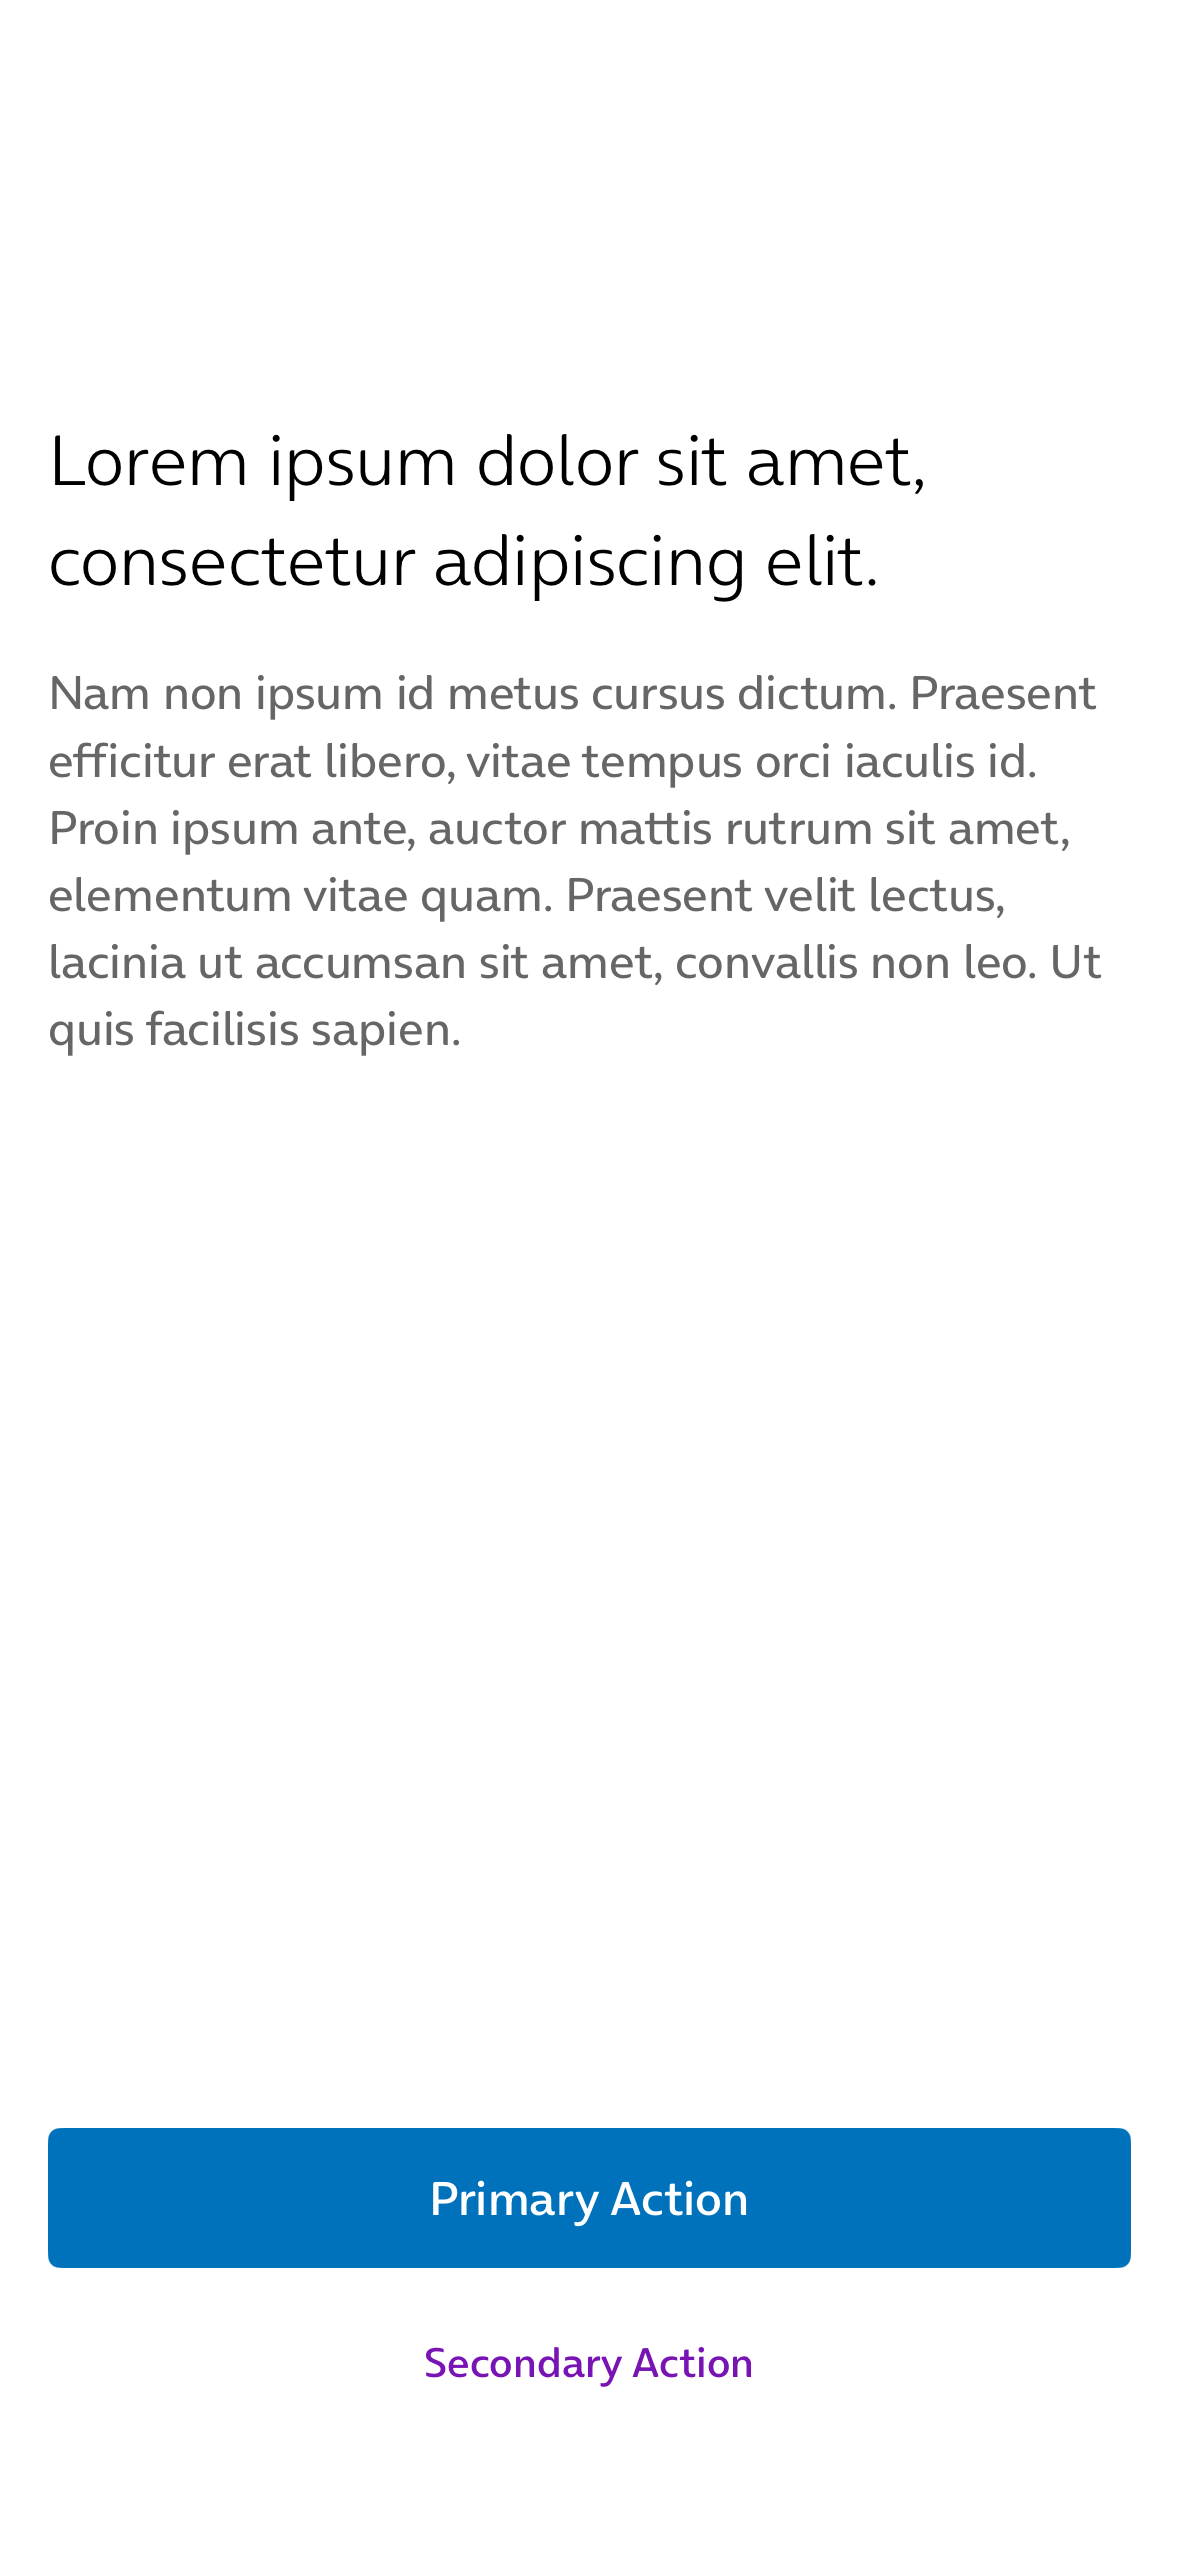 Lorem ipsum dolor sit amet,
consectetur adipiscing elit.
Nam non ipsum id metus cursus dictum. Praesent
efficitur erat libero, vitae tempus orci iaculis id.
Proin ipsum ante, auctor mattis rutrum sit amet,
elementum vitae quam. Praesent velit lectus,
lacinia ut accumsan sit amet, convallis non leo. Ut
quis facilisis sapien.
Primary Action
Secondary Action